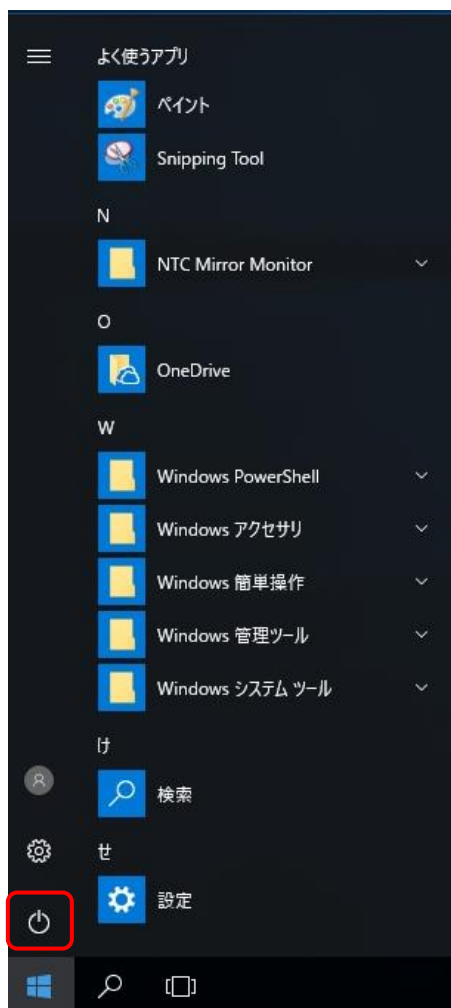 よく使うアプリ
ペイント
Snipping Tool
N
NTC Mirror Monitor
O
OneDrive
W
Windows PowerShell
Windows アクセサリ
Windows 簡単操作
Windows 管理ツール
Windows システム ツール
け
検索
せ
設定